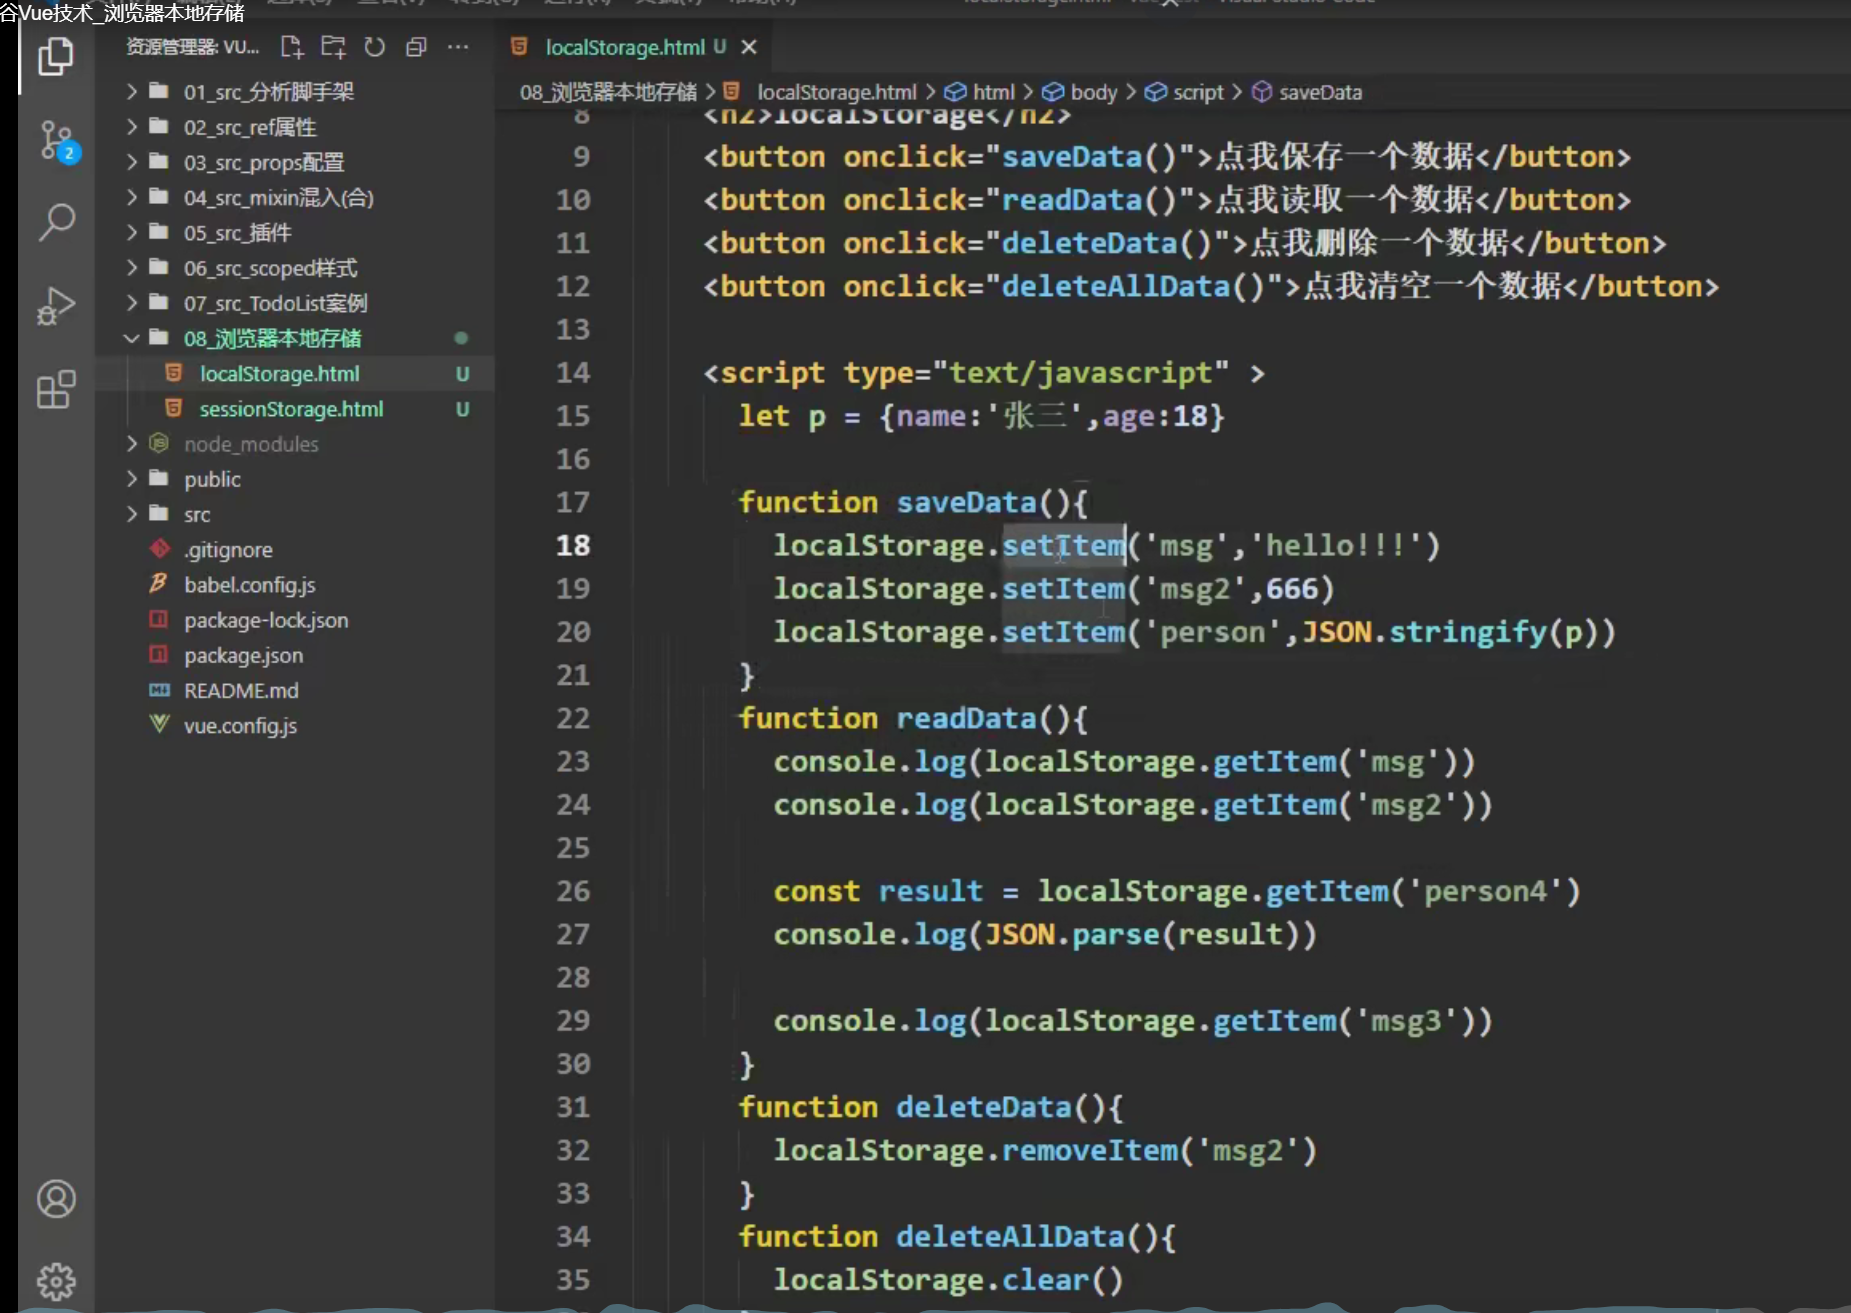 谷Vue技术_浏览器本地存储
资源管理器: VU...
01_src_分析脚手架
02_src_ref属性
03_src_props配置
04_src_mixin混入(合)
05_src_插件
06_src_scoped样式
07_src_TodoList案例
08_浏览器本地存储
localStorage.html U
sessionStorage.html U
node_modules
public
src
.gitignore
babel.config.js
package-lock.json
package.json
README.md
vue.config.js
2
localStorage.html U
08_浏览器本地存储 > localStorage.html > html > body > script > saveData
8 <h2>localStorage</h2>
9 <button onclick="saveData()">点我保存一个数据</button>
10 <button onclick="readData()">点我读取一个数据</button>
11 <button onclick="deleteData()">点我删除一个数据</button>
12 <button onclick="deleteAllData()">点我清空一个数据</button>
13
14 <script type="text/javascript" >
15 let p = {name:'张三',age:18}
16
17 function saveData(){
18 localStorage.setItem('msg','hello!!!')
19 localStorage.setItem('msg2',666)
20 localStorage.setItem('person',JSON.stringify(p))
21 }
22 function readData(){
23 console.log(localStorage.getItem('msg'))
24 console.log(localStorage.getItem('msg2'))
25
26 const result = localStorage.getItem('person4')
27 console.log(JSON.parse(result))
28
29 console.log(localStorage.getItem('msg3'))
30 }
31 function deleteData(){
32 localStorage.removeItem('msg2')
33 }
34 function deleteAllData(){
35 localStorage.clear()